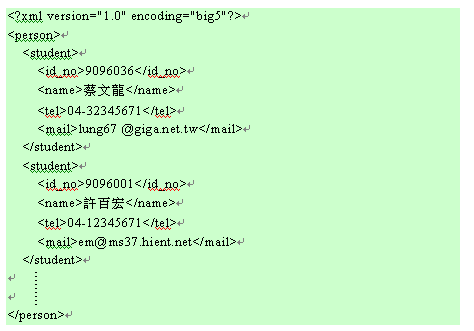 <?xml version="1.0" encoding="big5"?>
<person>
<student>
<id_no>9096036</id_no>
<name>蔡文龍</name>
<tel>04-32345671</tel>
<mail>lung67 @giga.net.tw</mail>
</student>
<student>
<id_no>9096001</id_no>
<name>許百宏</name>
<tel>04-12345671</tel>
<mail>em@ms37.hient.net</mail>
</student>
⋮
⋮
</person>